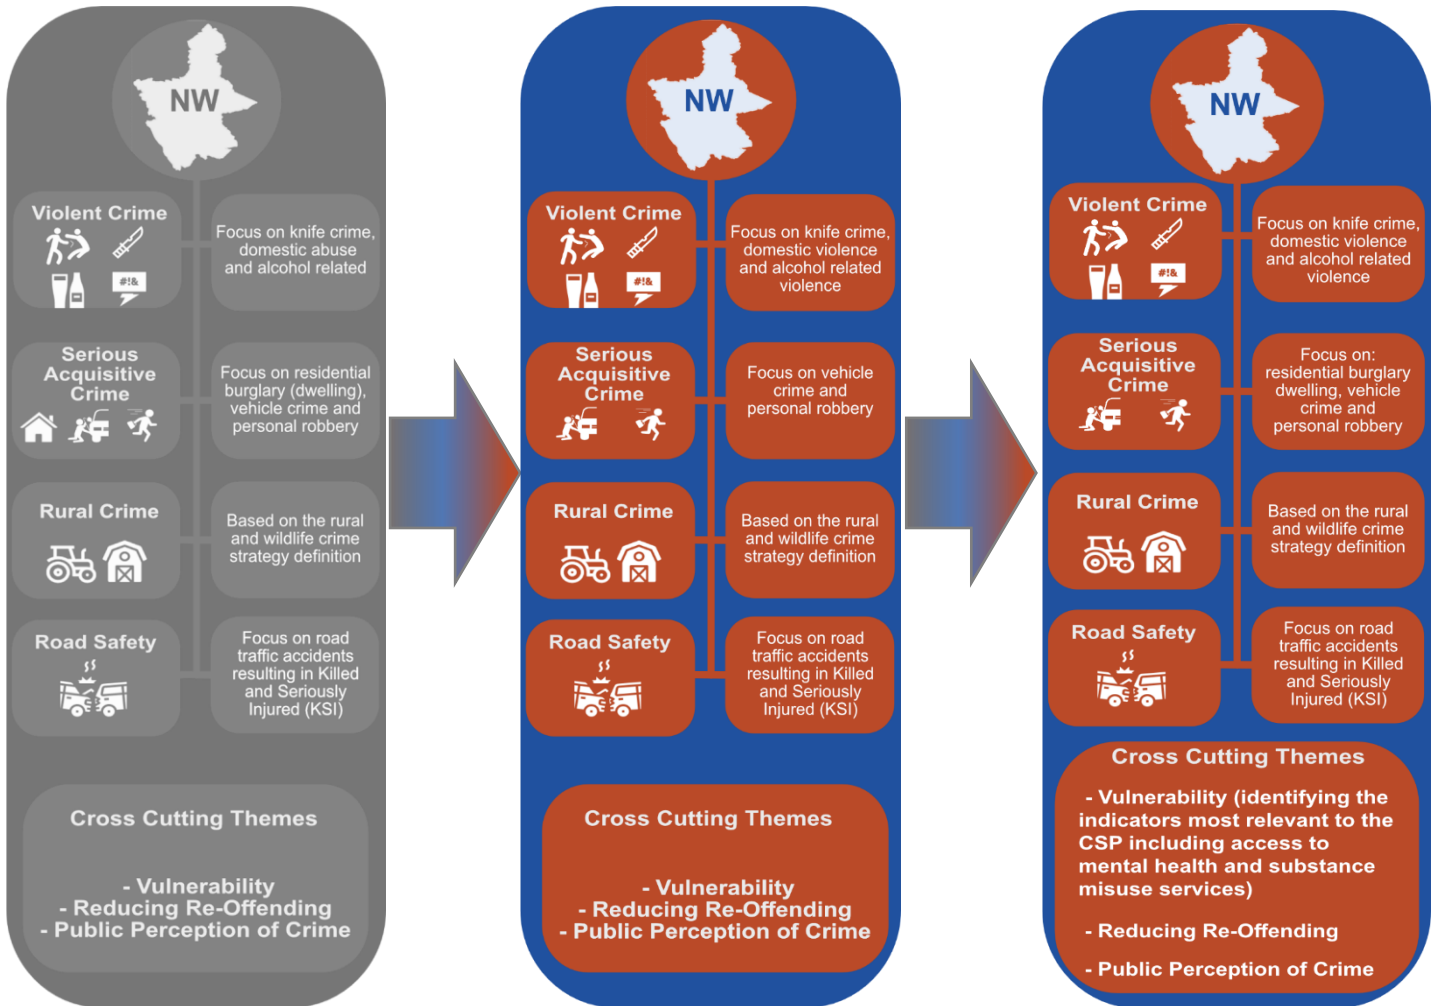 NW
Violent Crime
#!&
Focus on knife crime,
domestic abuse
and alcohol related
Serious
Acquisitive
Crime
Focus on residential
burglary (dwelling),
vehicle crime and
personal robbery
Rural Crime
Based on the rural
and wildlife crime
strategy definition
Road Safety
Focus on road
traffic accidents
resulting in Killed
and Seriously
Injured (KSI)
Cross Cutting Themes
- Vulnerability
- Reducing Re-Offending
- Public Perception of Crime
NW
Violent Crime
#!&
Focus on knife crime,
domestic violence
and alcohol related
violence
Serious
Acquisitive
Crime
Focus on vehicle
crime and
personal robbery
Rural Crime
Based on the rural
and wildlife crime
strategy definition
Road Safety
Focus on road
traffic accidents
resulting in Killed
and Seriously
Injured (KSI)
Cross Cutting Themes
- Vulnerability
- Reducing Re-Offending
- Public Perception of Crime
NW
Violent Crime
#!&
Focus on knife crime,
domestic violence
and alcohol related
violence
Serious
Acquisitive
Crime
Focus on:
residential burglary
dwelling, vehicle
crime and
personal robbery
Rural Crime
Based on the rural
and wildlife crime
strategy definition
Road Safety
Focus on road
traffic accidents
resulting in Killed
and Seriously
Injured (KSI)
Cross Cutting Themes
- Vulnerability (identifying the
indicators most relevant to the
CSP including access to
mental health and substance
misuse services)
- Reducing Re-Offending
- Public Perception of Crime